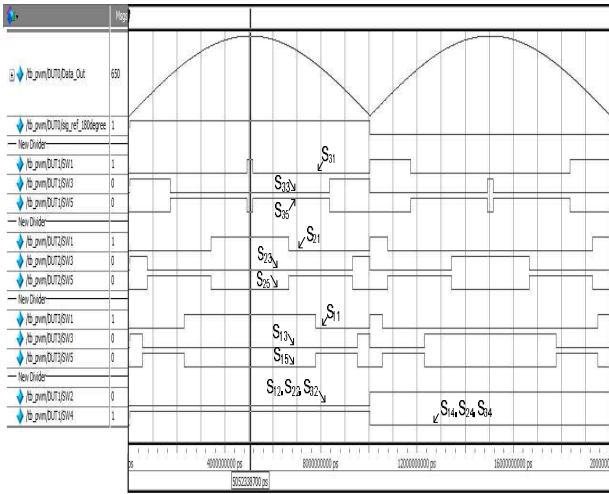 Msgs
/tb_pwm/DUT0/Data_Out 650
/tb_pwm/DUT0/sig_ref_180degree 1
New Divider
/tb_pwm/DUT1/SW1 1
S31
/tb_pwm/DUT1/SW3 0
S33
/tb_pwm/DUT1/SW5 0
S35
New Divider
/tb_pwm/DUT2/SW1 1
S21
/tb_pwm/DUT2/SW3 0
S23
/tb_pwm/DUT2/SW5 0
S25
New Divider
/tb_pwm/DUT3/SW1 1
S11
/tb_pwm/DUT3/SW3 0
S13
/tb_pwm/DUT3/SW5 0
S15
New Divider
/tb_pwm/DUT1/SW2 0
S12, S22, S32
/tb_pwm/DUT1/SW4 1
S14, S24, S34
ps 4000000000 ps 8000000000 ps 12000000000 ps 16000000000 ps 200000
5052338700 ps